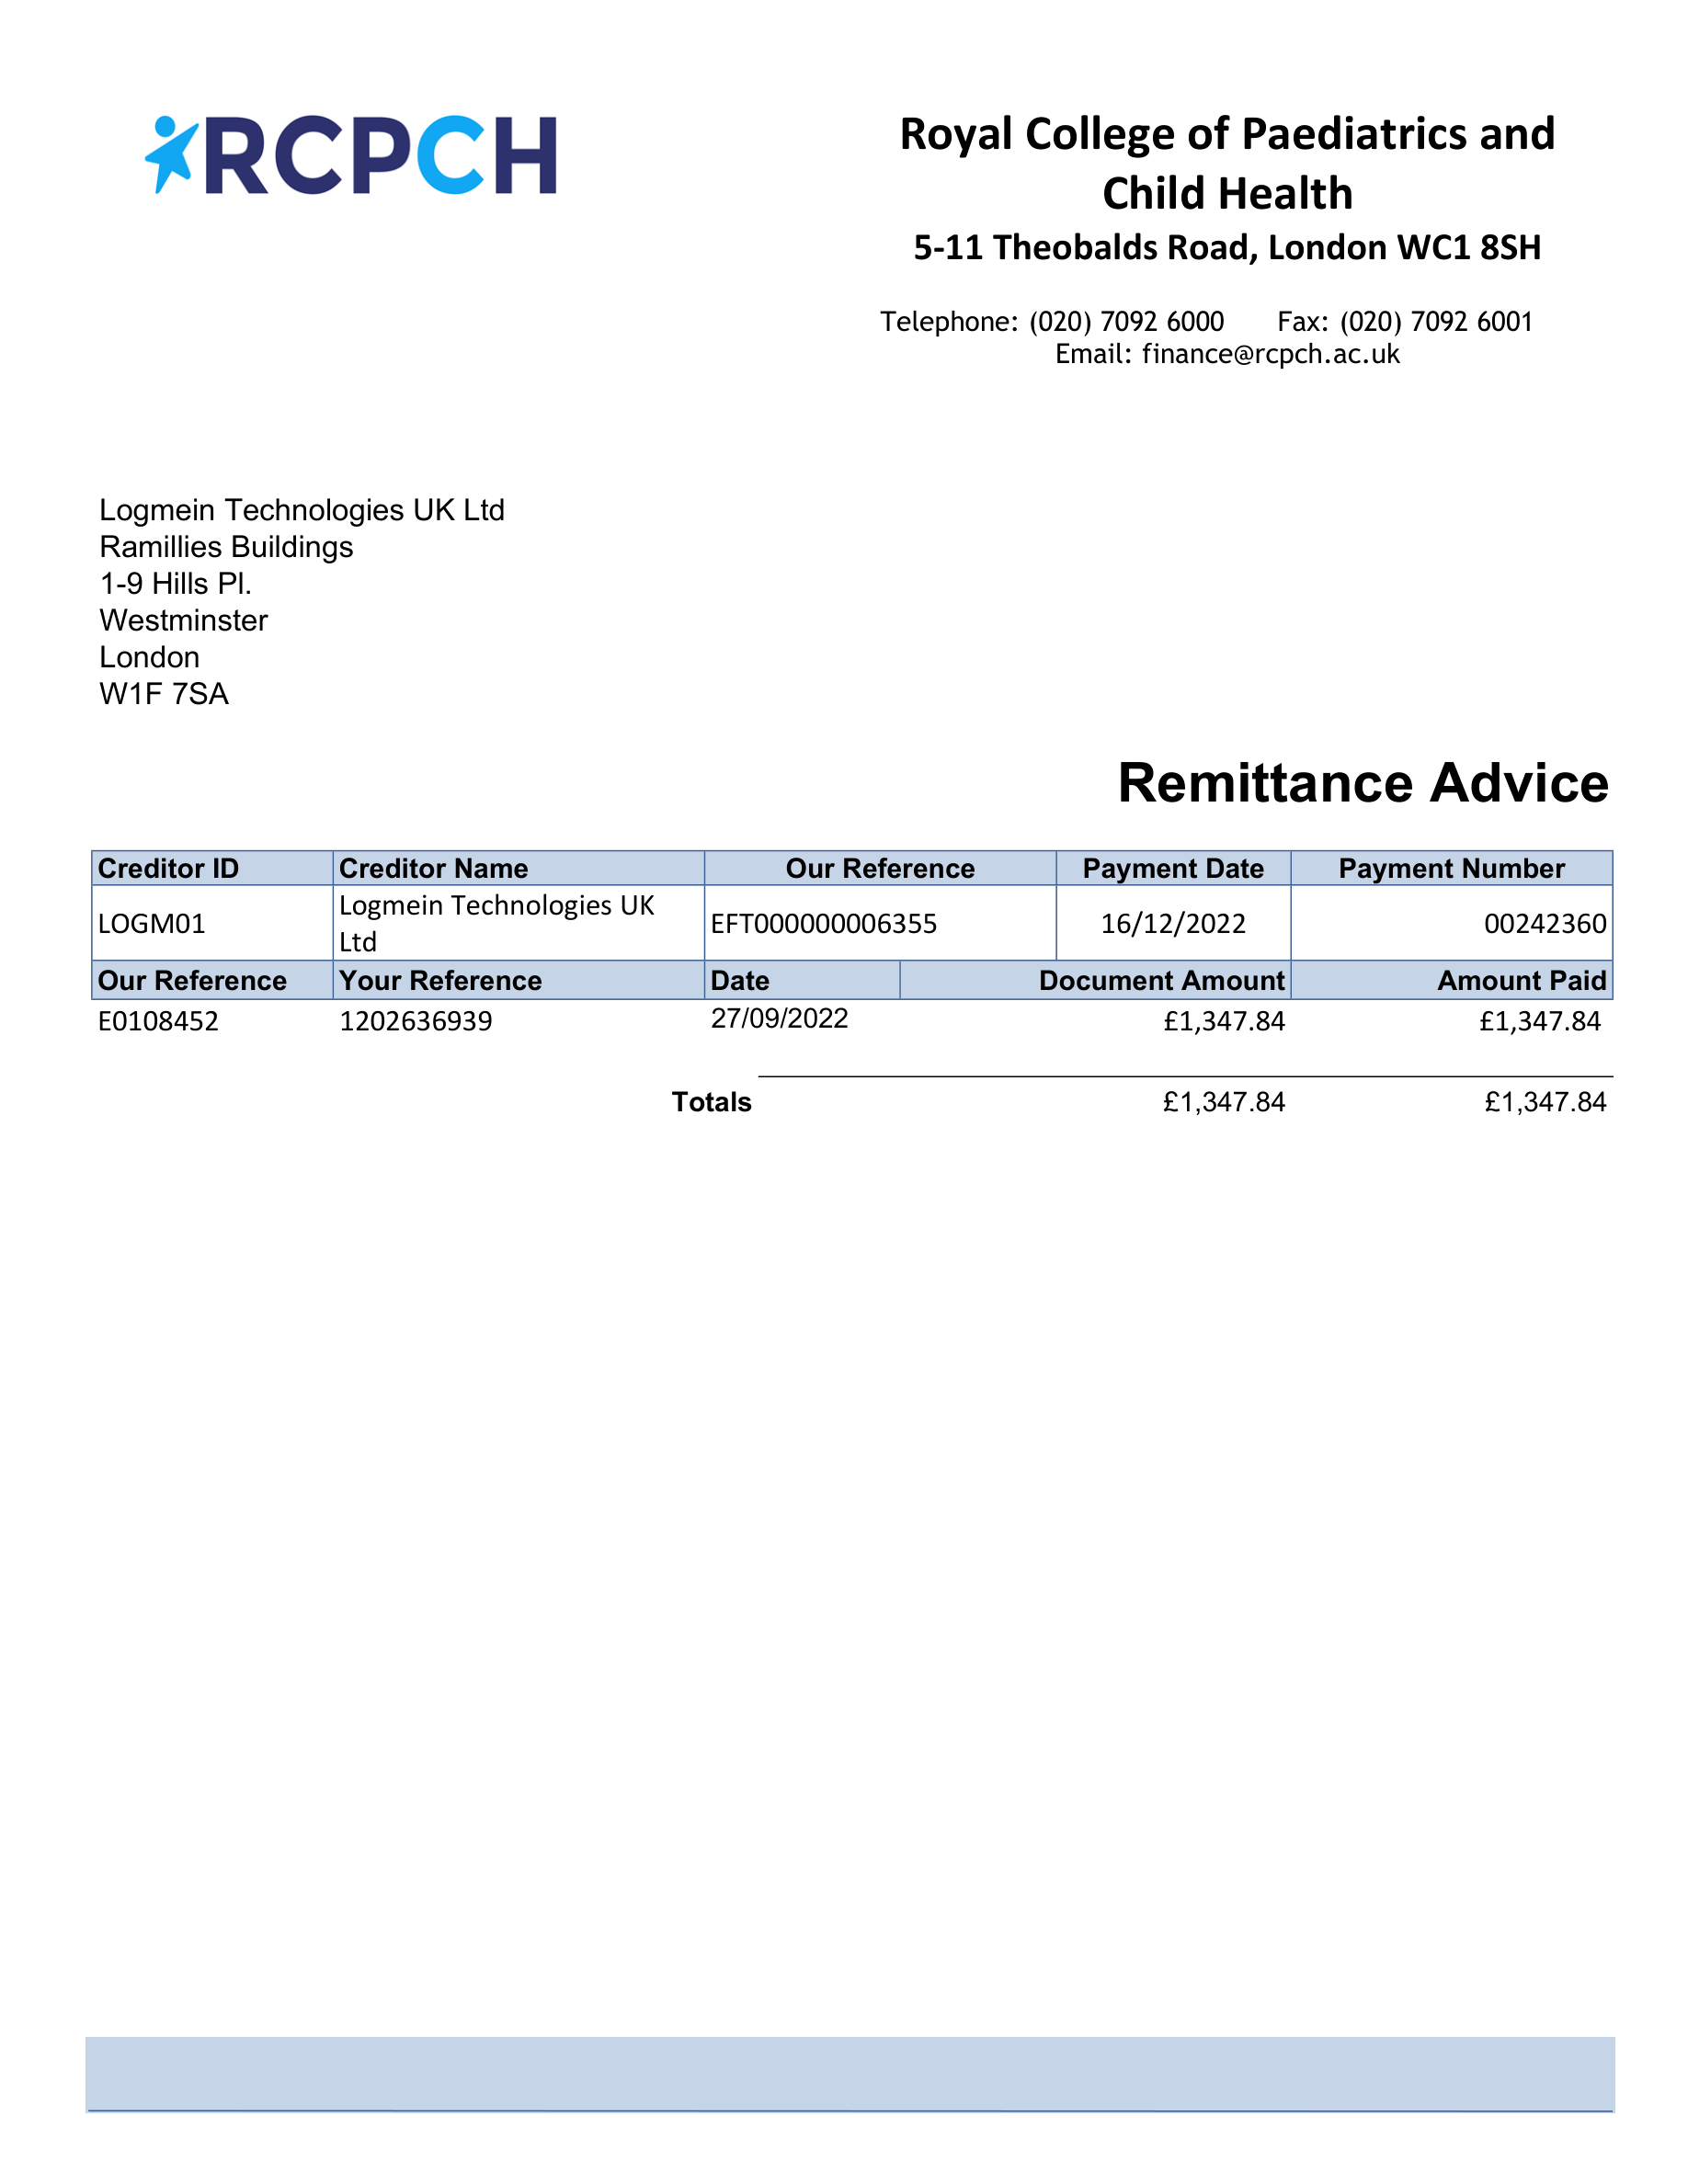 RCPCH
Royal College of Paediatrics and
Child Health
5-11 Theobalds Road, London WC1 8SH
Telephone: (020) 7092 6000 Fax: (020) 7092 6001
Email: finance@rcpch.ac.uk
Logmein Technologies UK Ltd
Ramillies Buildings
1-9 Hills Pl.
Westminster
London
W1F 7SA
Remittance Advice
Creditor ID Creditor Name Our Reference Payment Date Payment Number
LOGM01 Logmein Technologies UK Ltd EFT000000006355 16/12/2022 00242360
Our Reference Your Reference Date Document Amount Amount Paid
E0108452 1202636939 27/09/2022 £1,347.84 £1,347.84
Totals £1,347.84 £1,347.84